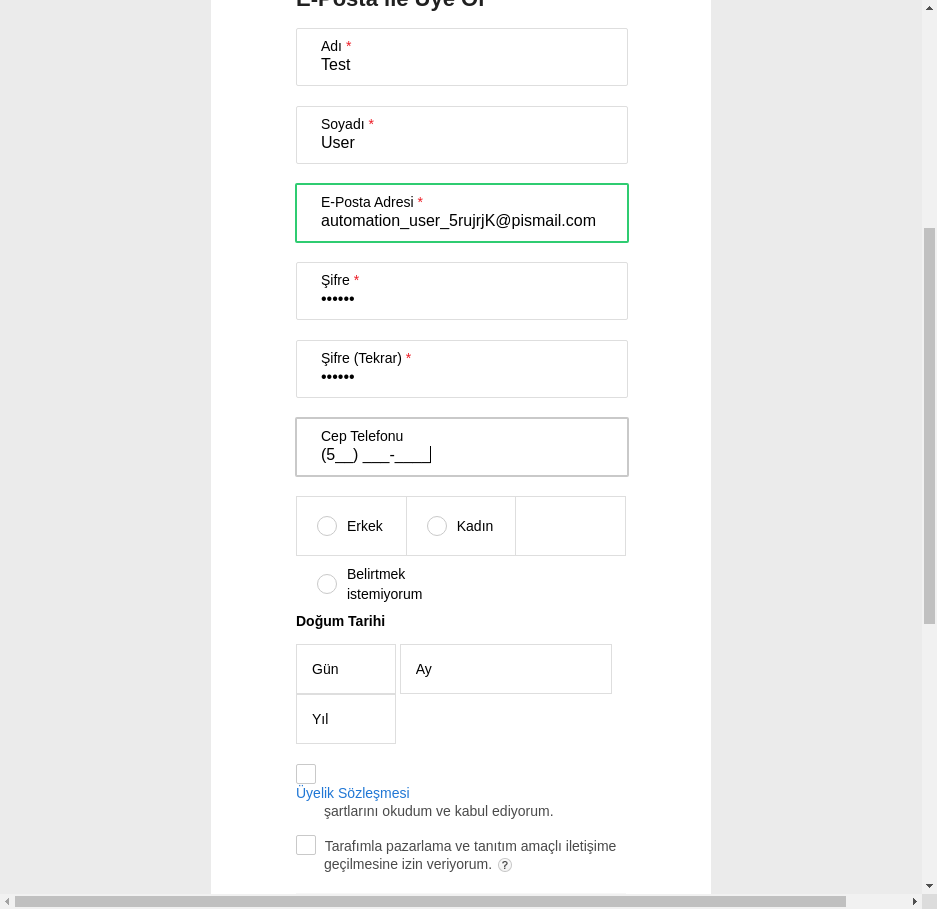 E-Posta ile Üye Ol
Adı *
Test
Soyadı *
User
E-Posta Adresi *
automation_user_5rujrjK@pismail.com
Şifre *
••••••
Şifre (Tekrar) *
••••••
Cep Telefonu
(5__) ___-____
Erkek
Kadın
Belirtmek
istemiyorum
Doğum Tarihi
Gün
Ay
Yıl
Üyelik Sözleşmesi
şartlarını okudum ve kabul ediyorum.
Tarafımla pazarlama ve tanıtım amaçlı iletişime
geçilmesine izin veriyorum. ?